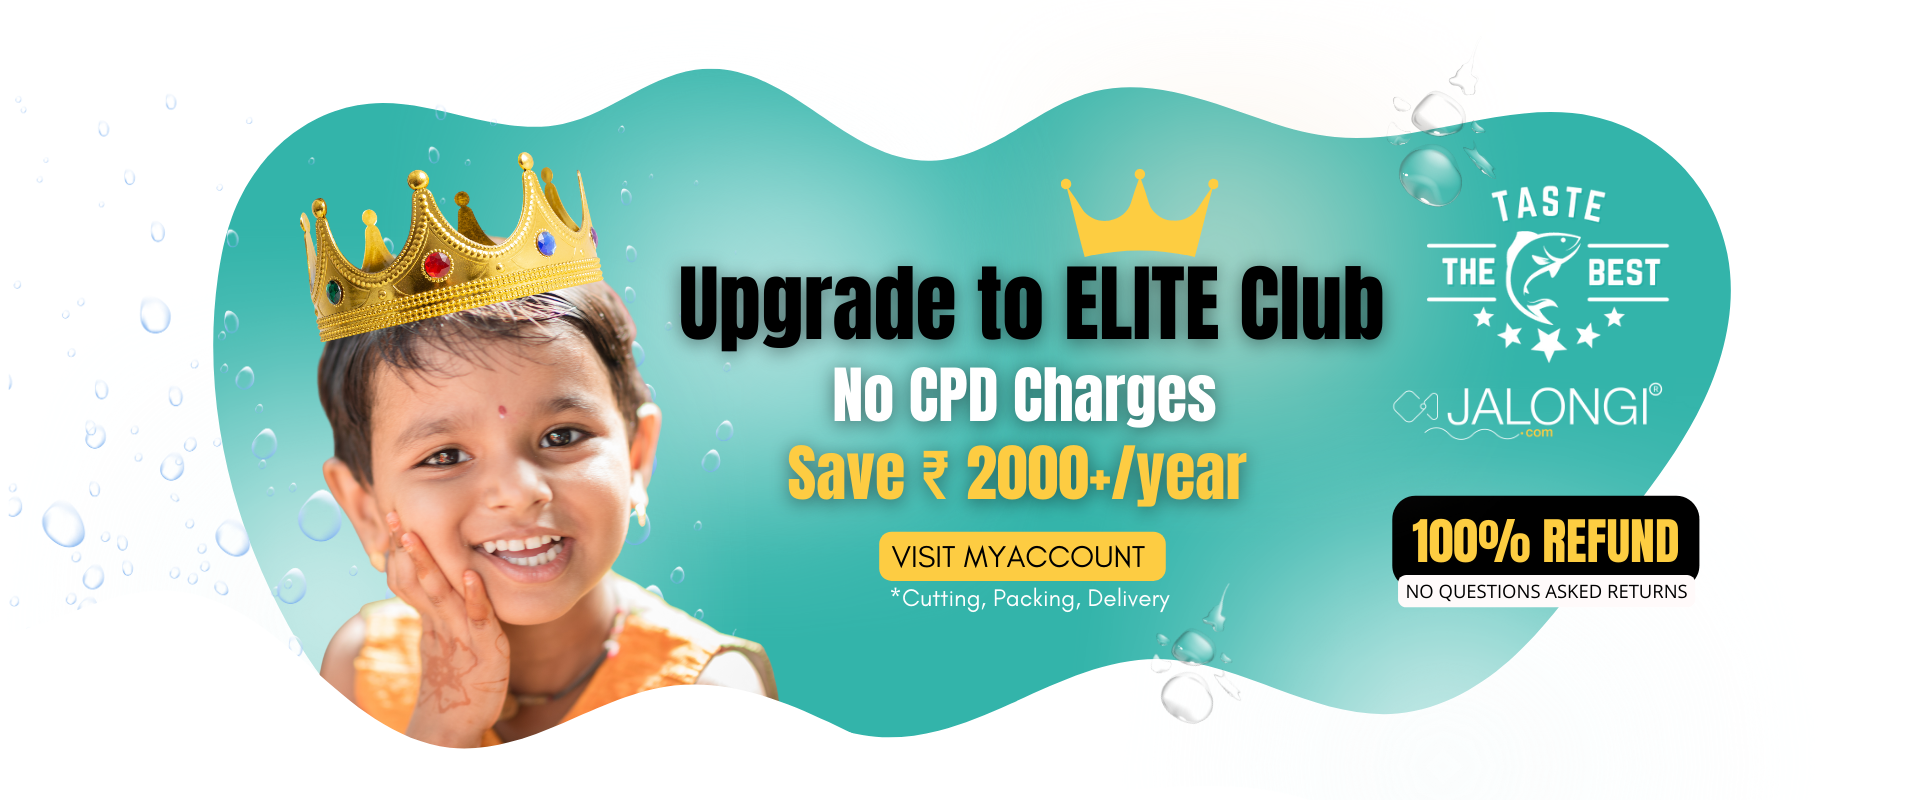 Upgrade to ELITE Club
No CPD Charges
Save ₹ 2000+/year
VISIT MYACCOUNT
*Cutting, Packing, Delivery
TASTE
THE BEST
JALONGI®
.com
100% REFUND
NO QUESTIONS ASKED RETURNS